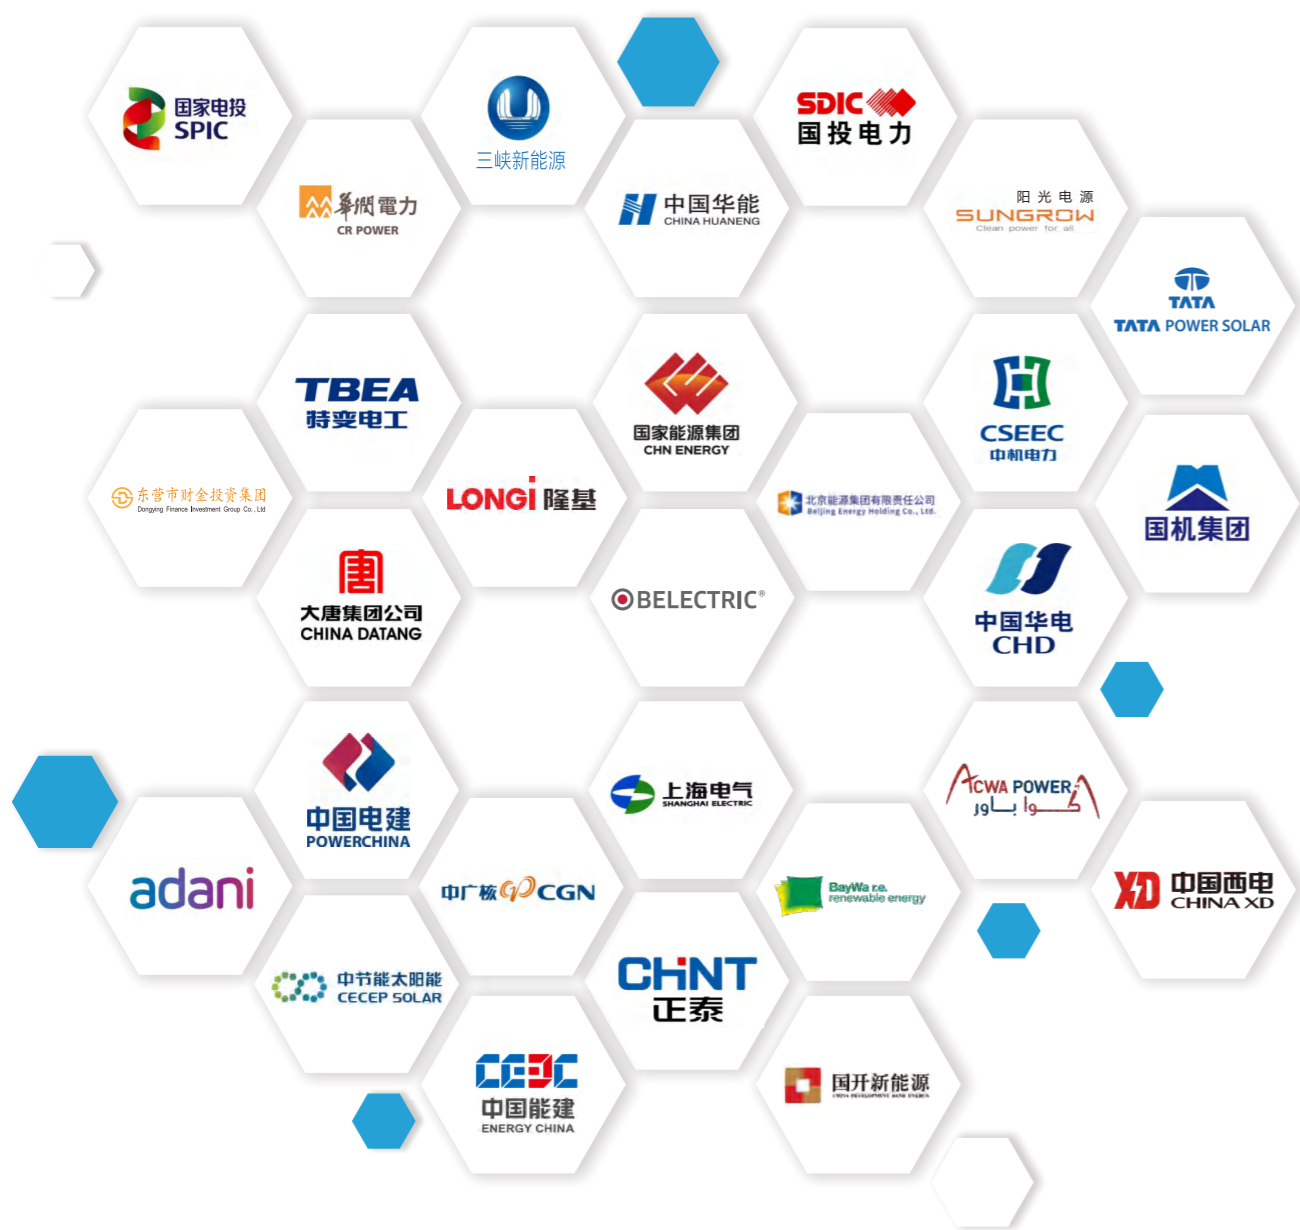 国家电投
SPIC
三峡新能源
SDIC
国投电力
華潤電力
CR POWER
中国华能
CHINA HUANENG
阳光电源
SUNGROW
Clean power for all
TATA
TATA POWER SOLAR
TBEA
特变电工
国家能源集团
CHN ENERGY
CSEEC
中机电力
东营市财金投资集团
Dongying Finance Investment Group Co.,Ltd
LONGi 隆基
北京能源集团有限责任公司
Beijing Energy Holding Co., Ltd.
国机集团
唐
大唐集团公司
CHINA DATANG
BELECTRIC®
中国华电
CHD
中国电建
POWERCHINA
上海电气
SHANGHAI ELECTRIC
ACWA POWER
أكوا باور
adani
中广核 CGN
BayWa r.e.
renewable energy
XD 中国西电
CHINA XD
中节能太阳能
CECEP SOLAR
CHiNT
正泰
CEEC
中国能建
ENERGY CHINA
国开新能源
CHINA DEVELOPMENT BANK ENERGY